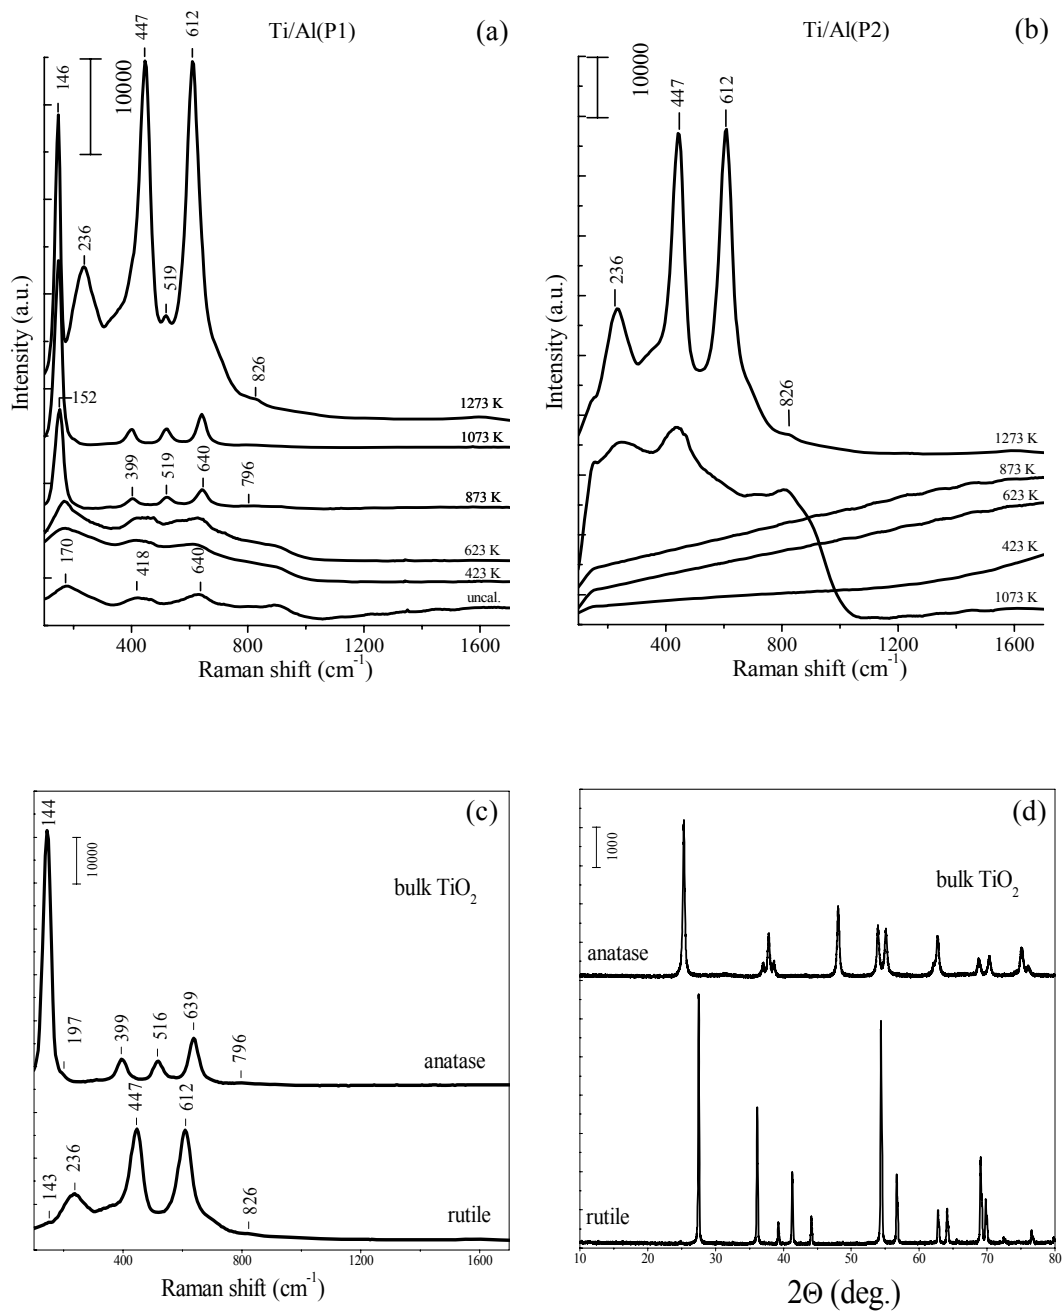 Ti/Al(P1)
(a)
447
612
146
10000
236
519
826
152
1273 K
1073 K
399
519
640
796
873 K
623 K
170
418
640
423 K
uncal.
Intensity (a.u.)
400
800
1200
1600
Raman shift (cm⁻¹)
Ti/Al(P2)
(b)
10000
447
612
236
826
1273 K
873 K
623 K
423 K
1073 K
Intensity (a.u.)
400
800
1200
1600
Raman shift (cm⁻¹)
(c)
144
10000
bulk TiO₂
197
399
516
639
796
anatase
143
236
447
612
826
rutile
400
800
1200
1600
Raman shift (cm⁻¹)
(d)
1000
bulk TiO₂
anatase
rutile
10
20
30
40
50
60
70
80
2Θ (deg.)